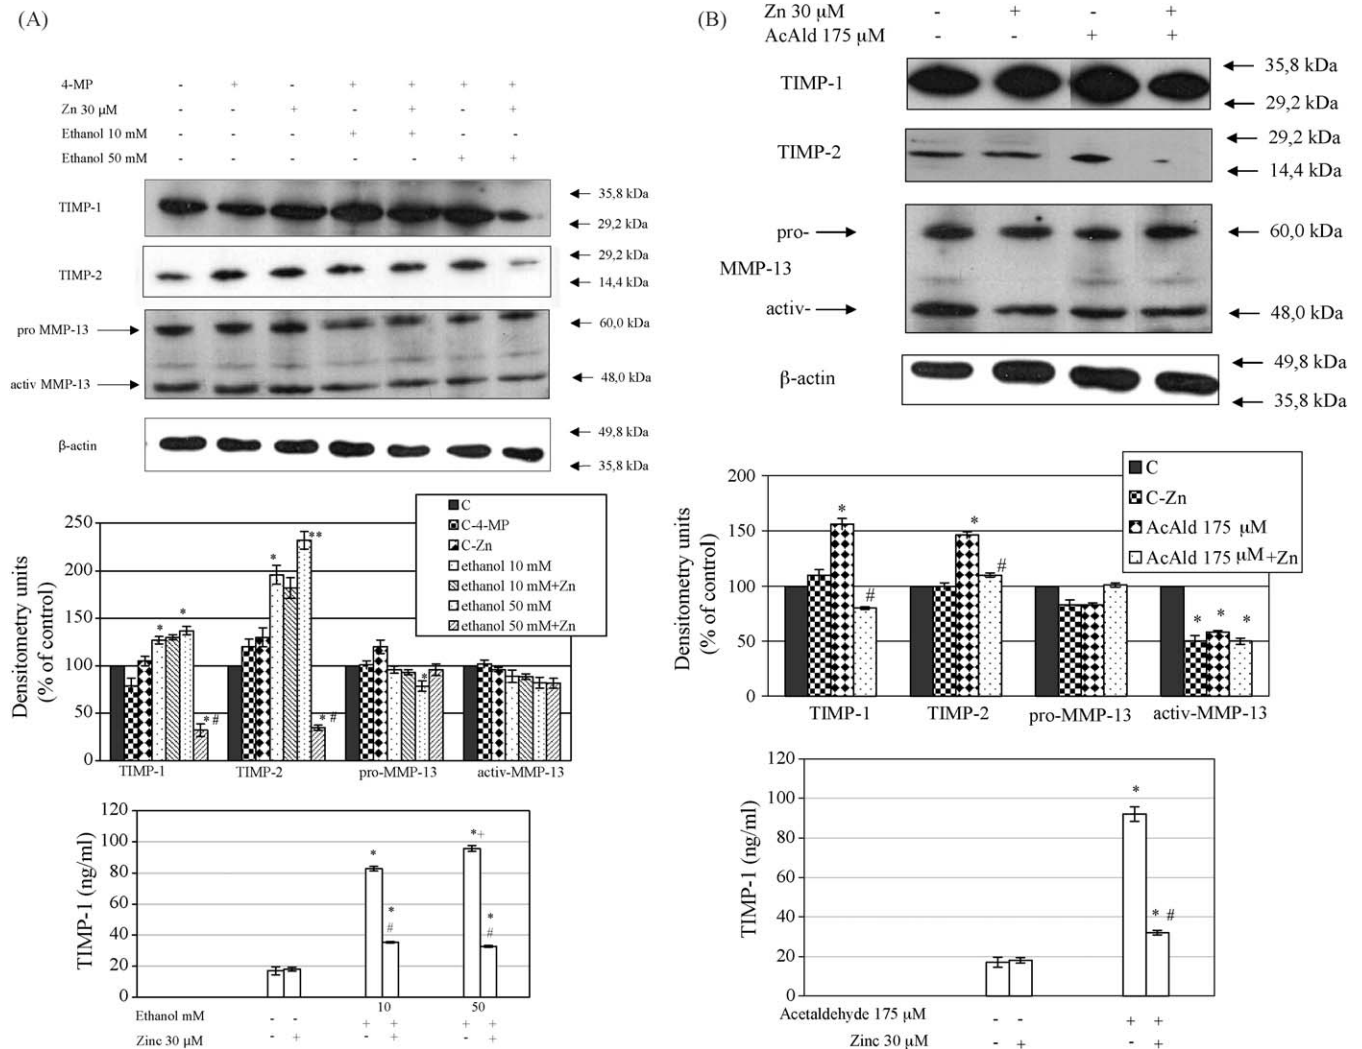 (A)
4-MP - + - + + + +
Zn 30 µM - - + - + - +
Ethanol 10 mM - - - + + - -
Ethanol 50 mM - - - - - + +
TIMP-1
35,8 kDa
29,2 kDa
TIMP-2
29,2 kDa
14,4 kDa
pro MMP-13
60,0 kDa
activ MMP-13
48,0 kDa
β-actin
49,8 kDa
35,8 kDa
Densitometry units
(% of control)
250
200
150
100
50
0
C
C-4-MP
C-Zn
ethanol 10 mM
ethanol 10 mM+Zn
ethanol 50 mM
ethanol 50 mM+Zn
* * * #
* ** * #
*
TIMP-1 TIMP-2 pro-MMP-13 activ-MMP-13
TIMP-1 (ng/ml)
120
100
80
60
40
20
0
*
*
#
*+
*
#
10 50
Ethanol mM - - + + + +
Zinc 30 µM - + - + - +
(B)
Zn 30 µM - + - +
AcAld 175 µM - - + +
TIMP-1
35,8 kDa
29,2 kDa
TIMP-2
29,2 kDa
14,4 kDa
pro-
60,0 kDa
MMP-13
activ-
48,0 kDa
β-actin
49,8 kDa
35,8 kDa
Densitometry units
(% of control)
200
150
100
50
0
C
C-Zn
AcAld 175 µM
AcAld 175 µM+Zn
* #
* #
* * *
TIMP-1 TIMP-2 pro-MMP-13 activ-MMP-13
TIMP-1 (ng/ml)
120
100
80
60
40
20
0
*
* #
Acetaldehyde 175 µM - - + +
Zinc 30 µM - + - +